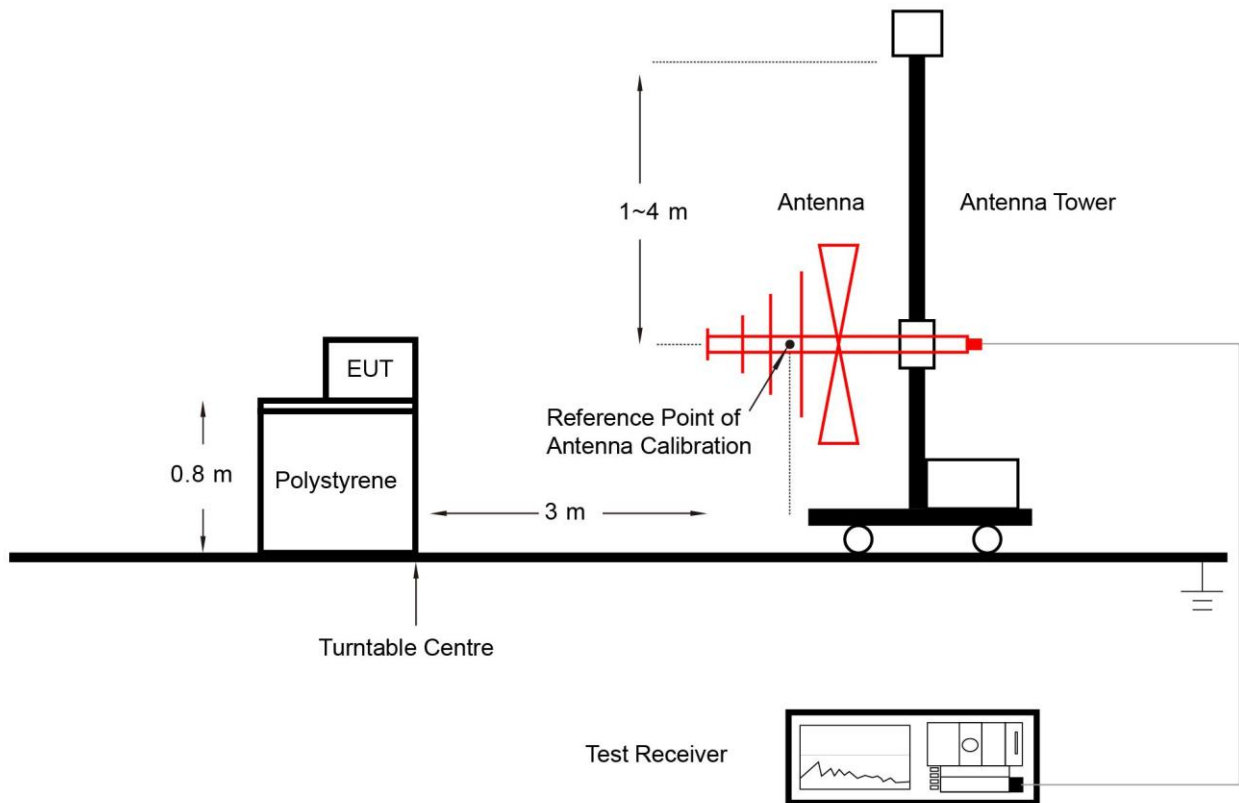 1~4 m
Antenna
Antenna Tower
EUT
Reference Point of
Antenna Calibration
0.8 m
Polystyrene
3 m
Turntable Centre
Test Receiver